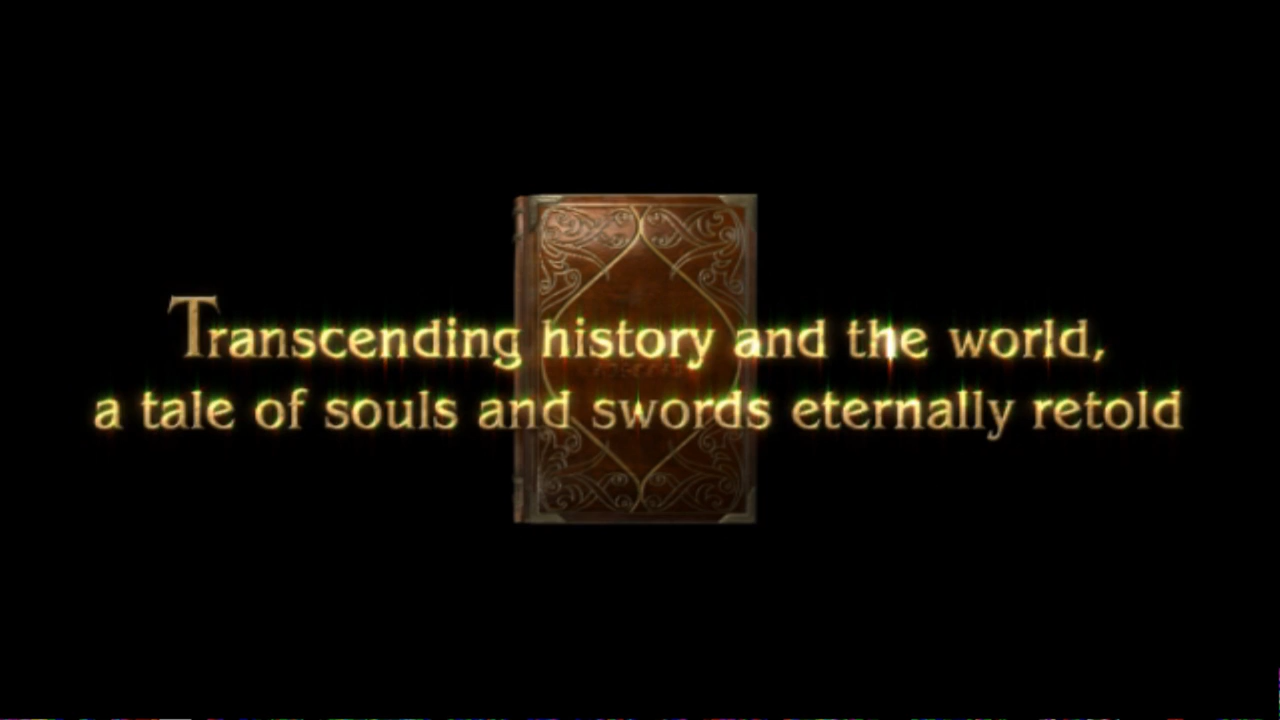 Transcending history and the world,
a tale of souls and swords eternally retold